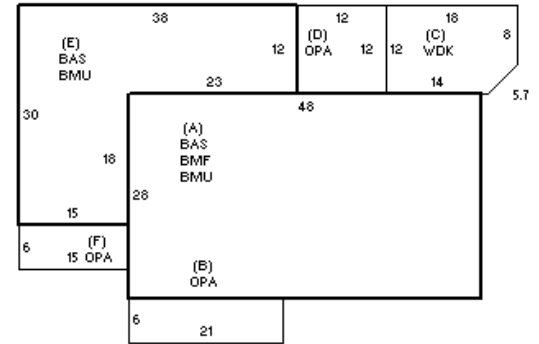 38
12
18
(E)
BAS
BMU
12
(D)
OPA
12
12
(C)
WDK
8
23
14
48
5.7
30
(A)
BAS
BMF
BMU
18
28
15
6
(F)
15 OPA
(B)
OPA
6
21